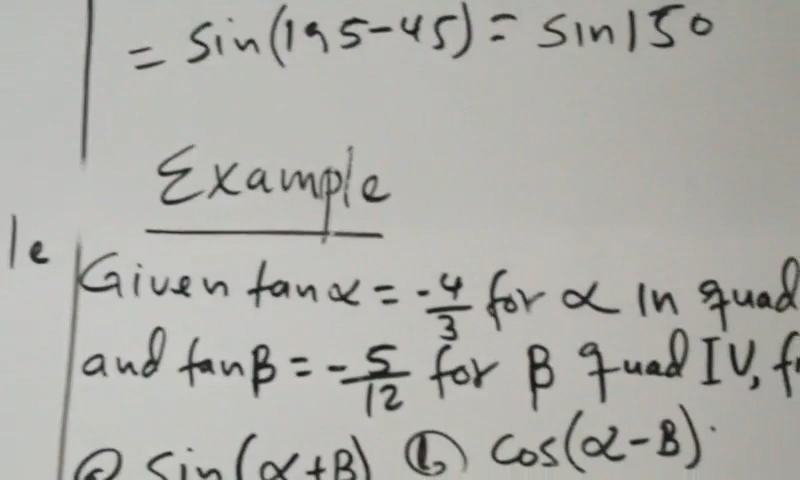 = Sin(195-45) = Sin150
Example
le
Given tanα = -4/3 for α in quad
and tanβ = -5/12 for β quad IV,
@ Sin(α+β) ⓑ cos(α-β).